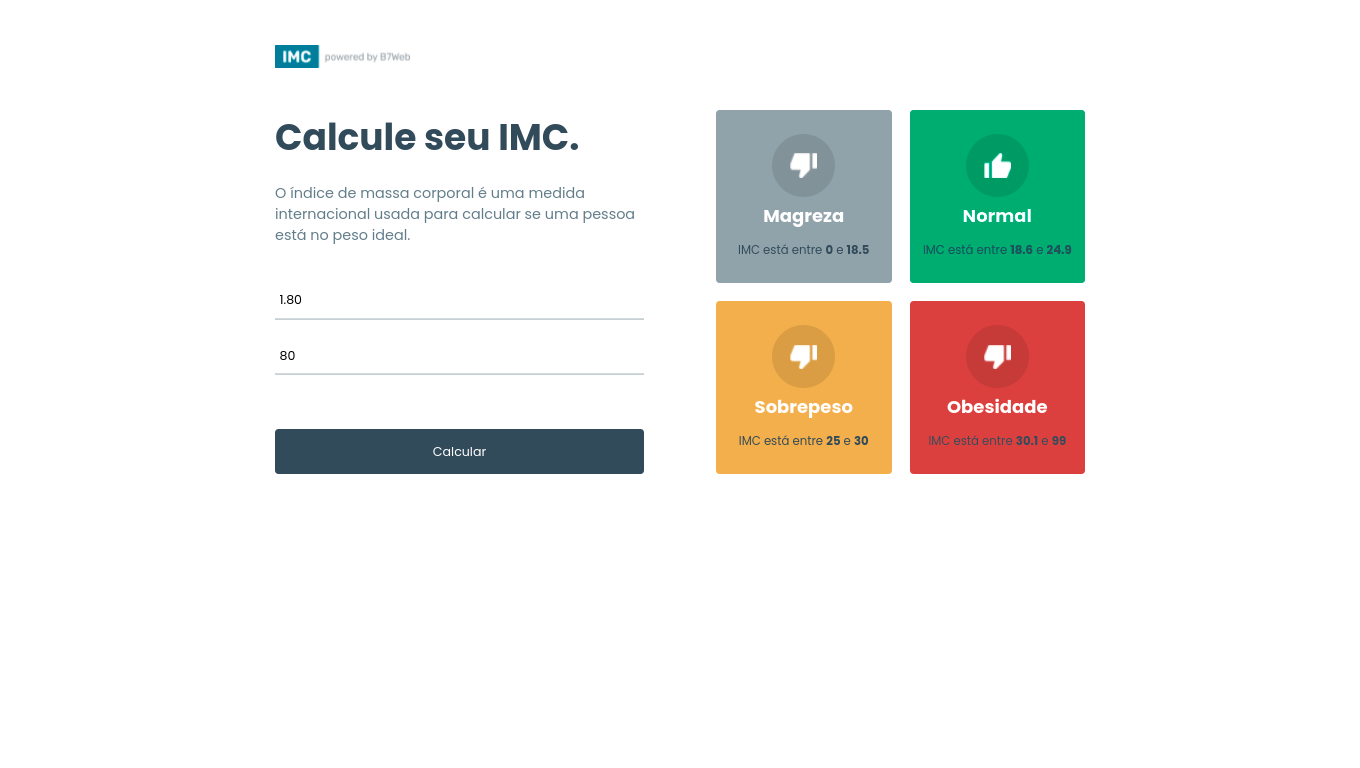 IMC powered by B7Web
Calcule seu IMC.
O índice de massa corporal é uma medida
internacional usada para calcular se uma pessoa
está no peso ideal.
1.80
80
Calcular
Magreza
IMC está entre 0 e 18.5
Normal
IMC está entre 18.6 e 24.9
Sobrepeso
IMC está entre 25 e 30
Obesidade
IMC está entre 30.1 e 99